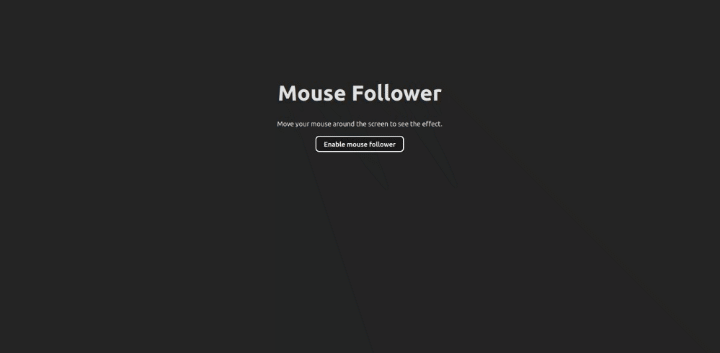 Mouse Follower
Move your mouse around the screen to see the effect.
Enable mouse follower